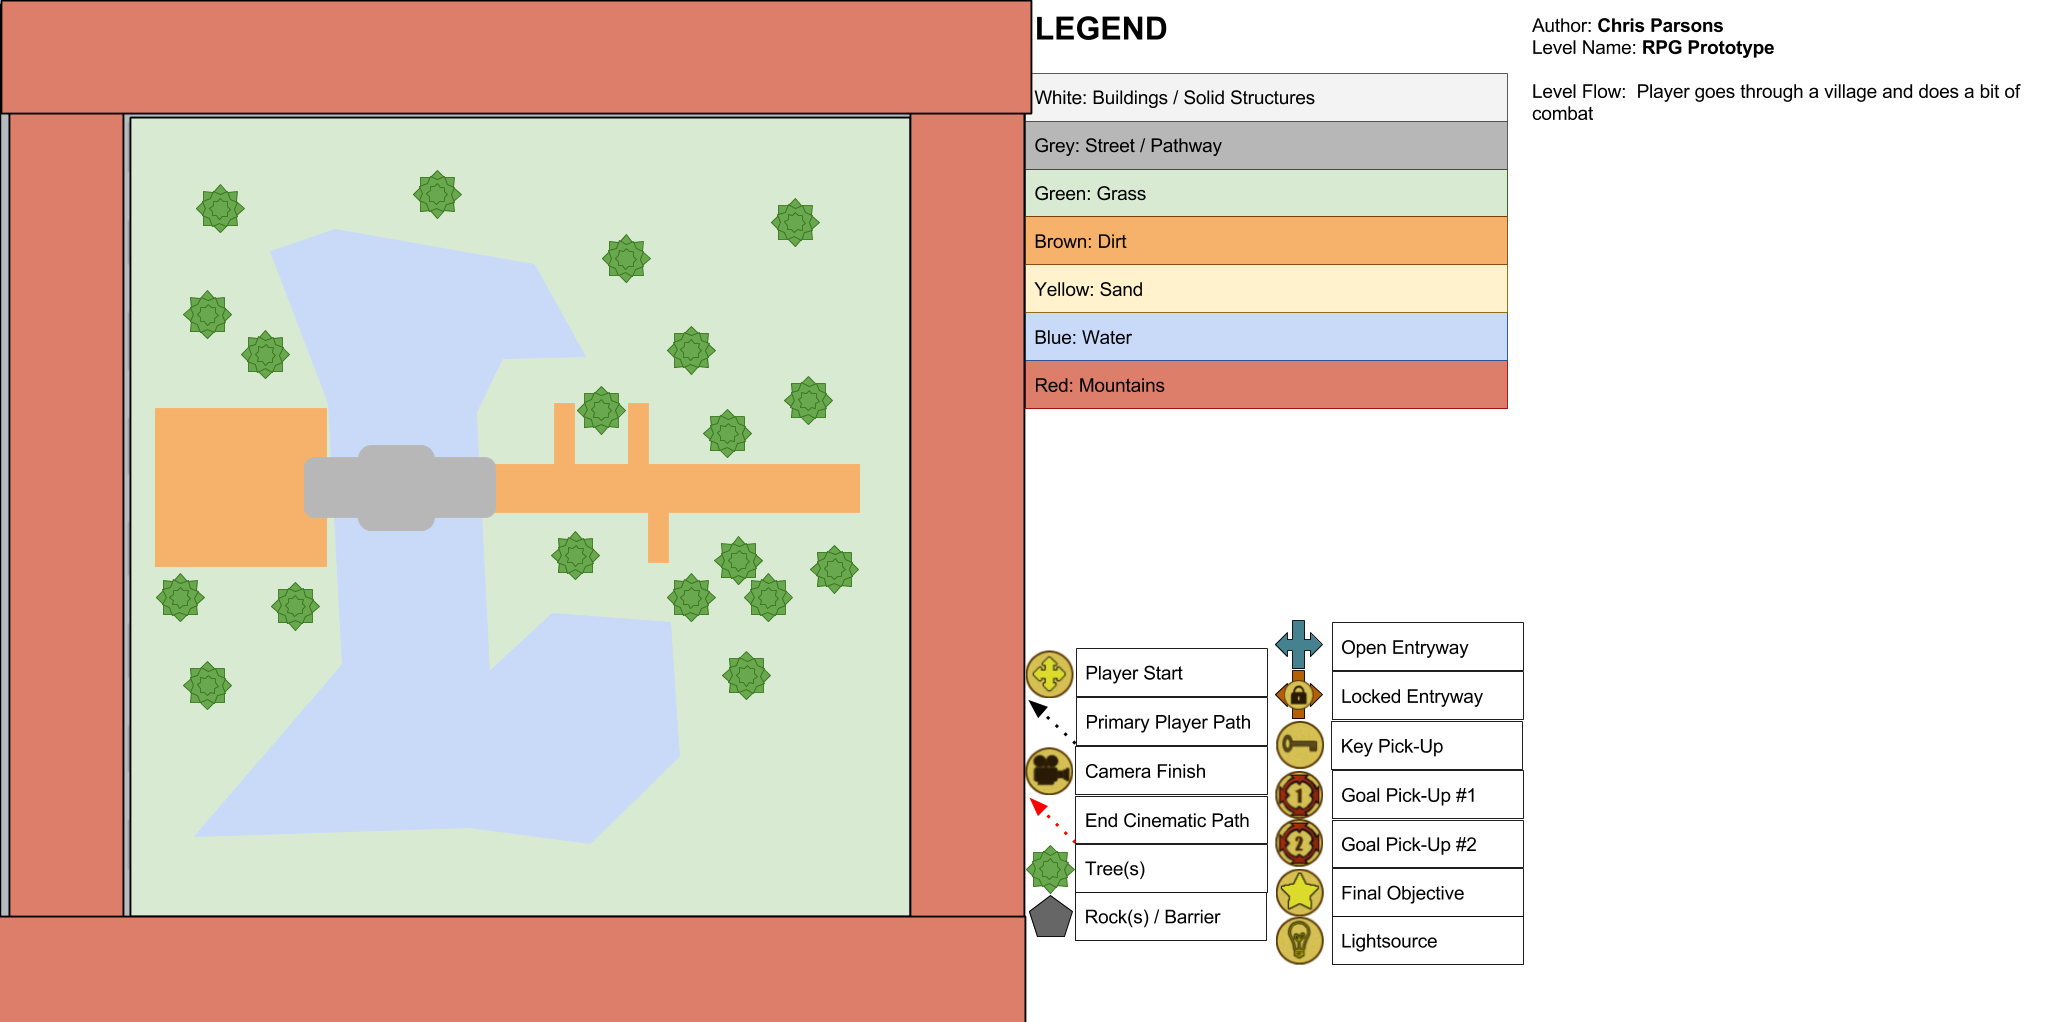 LEGEND
White: Buildings / Solid Structures
Grey: Street / Pathway
Green: Grass
Brown: Dirt
Yellow: Sand
Blue: Water
Red: Mountains
Author: Chris Parsons
Level Name: RPG Prototype
Level Flow:  Player goes through a village and does a bit of
combat
Player Start
Primary Player Path
Camera Finish
End Cinematic Path
Tree(s)
Rock(s) / Barrier
Open Entryway
Locked Entryway
Key Pick-Up
1
Goal Pick-Up #1
2
Goal Pick-Up #2
Final Objective
Lightsource